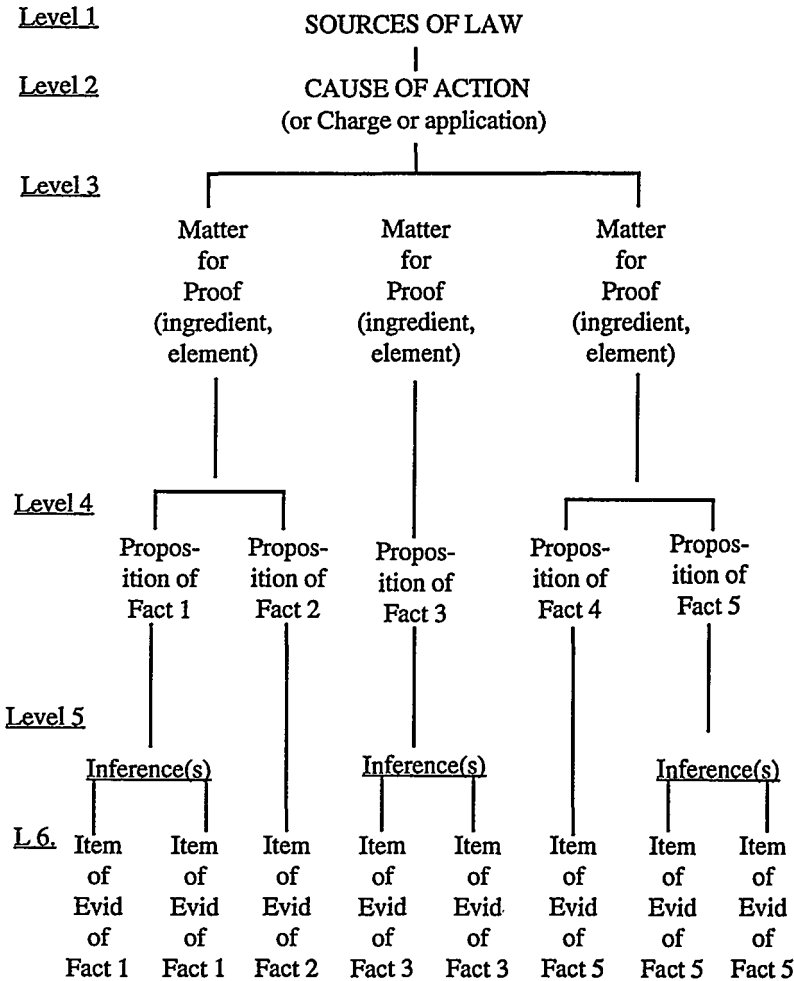 Level 1
SOURCES OF LAW
Level 2
CAUSE OF ACTION
(or Charge or application)
Level 3
Matter
for
Proof
(ingredient,
element)
Matter
for
Proof
(ingredient,
element)
Matter
for
Proof
(ingredient,
element)
Level 4
Propos-
ition of
Fact 1
Propos-
ition of
Fact 2
Propos-
ition of
Fact 3
Propos-
ition of
Fact 4
Propos-
ition of
Fact 5
Level 5
Inference(s)
Inference(s)
Inference(s)
L 6.
Item
of
Evid
of
Fact 1
Item
of
Evid
of
Fact 1
Item
of
Evid
of
Fact 2
Item
of
Evid
of
Fact 3
Item
of
Evid
of
Fact 3
Item
of
Evid
of
Fact 5
Item
of
Evid
of
Fact 5
Item
of
Evid
of
Fact 5